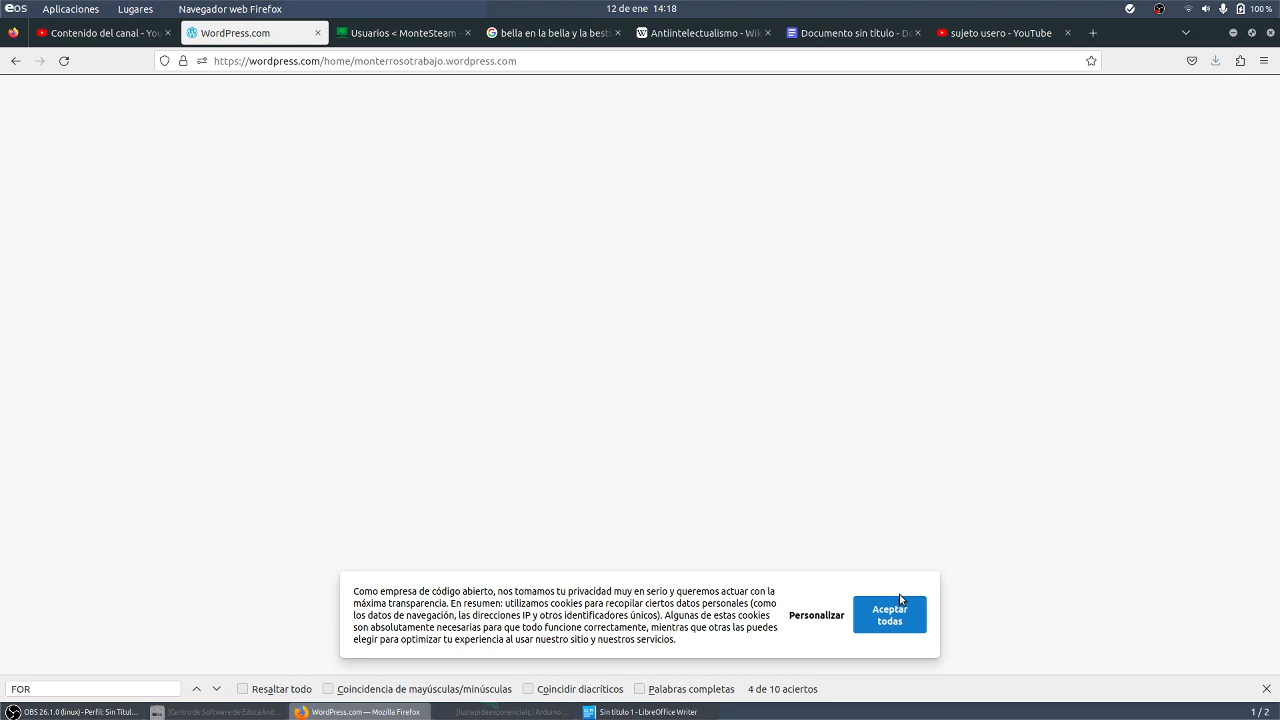 eOS Aplicaciones Lugares Navegador web Firefox 12 de ene 14:18 100 %
Contenido del canal - You WordPress.com Usuarios < MonteSteam — bella en la bella y la besti Antiintelectualismo - Wik Documento sin título - Do sujeto usero - YouTube
https://wordpress.com/home/monterrosotrabajo.wordpress.com
Como empresa de código abierto, nos tomamos tu privacidad muy en serio y queremos actuar con la
máxima transparencia. En resumen: utilizamos cookies para recopilar ciertos datos personales (como
los datos de navegación, las direcciones IP y otros identificadores únicos). Algunas de estas cookies
son absolutamente necesarias para que todo funcione correctamente, mientras que otras las puedes
elegir para optimizar tu experiencia al usar nuestro sitio y nuestros servicios.
Personalizar
Aceptar
todas
FOR Resaltar todo Coincidencia de mayúsculas/minúsculas Coincidir diacríticos Palabras completas 4 de 10 aciertos
OBS 26.1.0 (linux) - Perfil: Sin Títul... [Centro de Software de EducaAnd... WordPress.com — Mozilla Firefox Arduino ... Sin título 1 - LibreOffice Writer 1 / 2